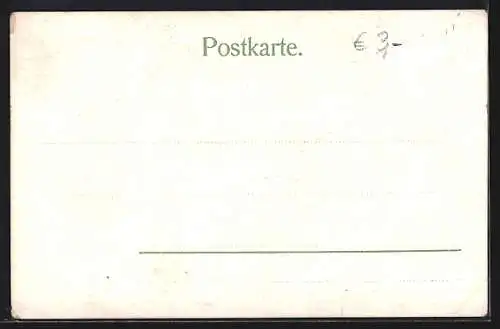 Postkarte.
€ 3,-